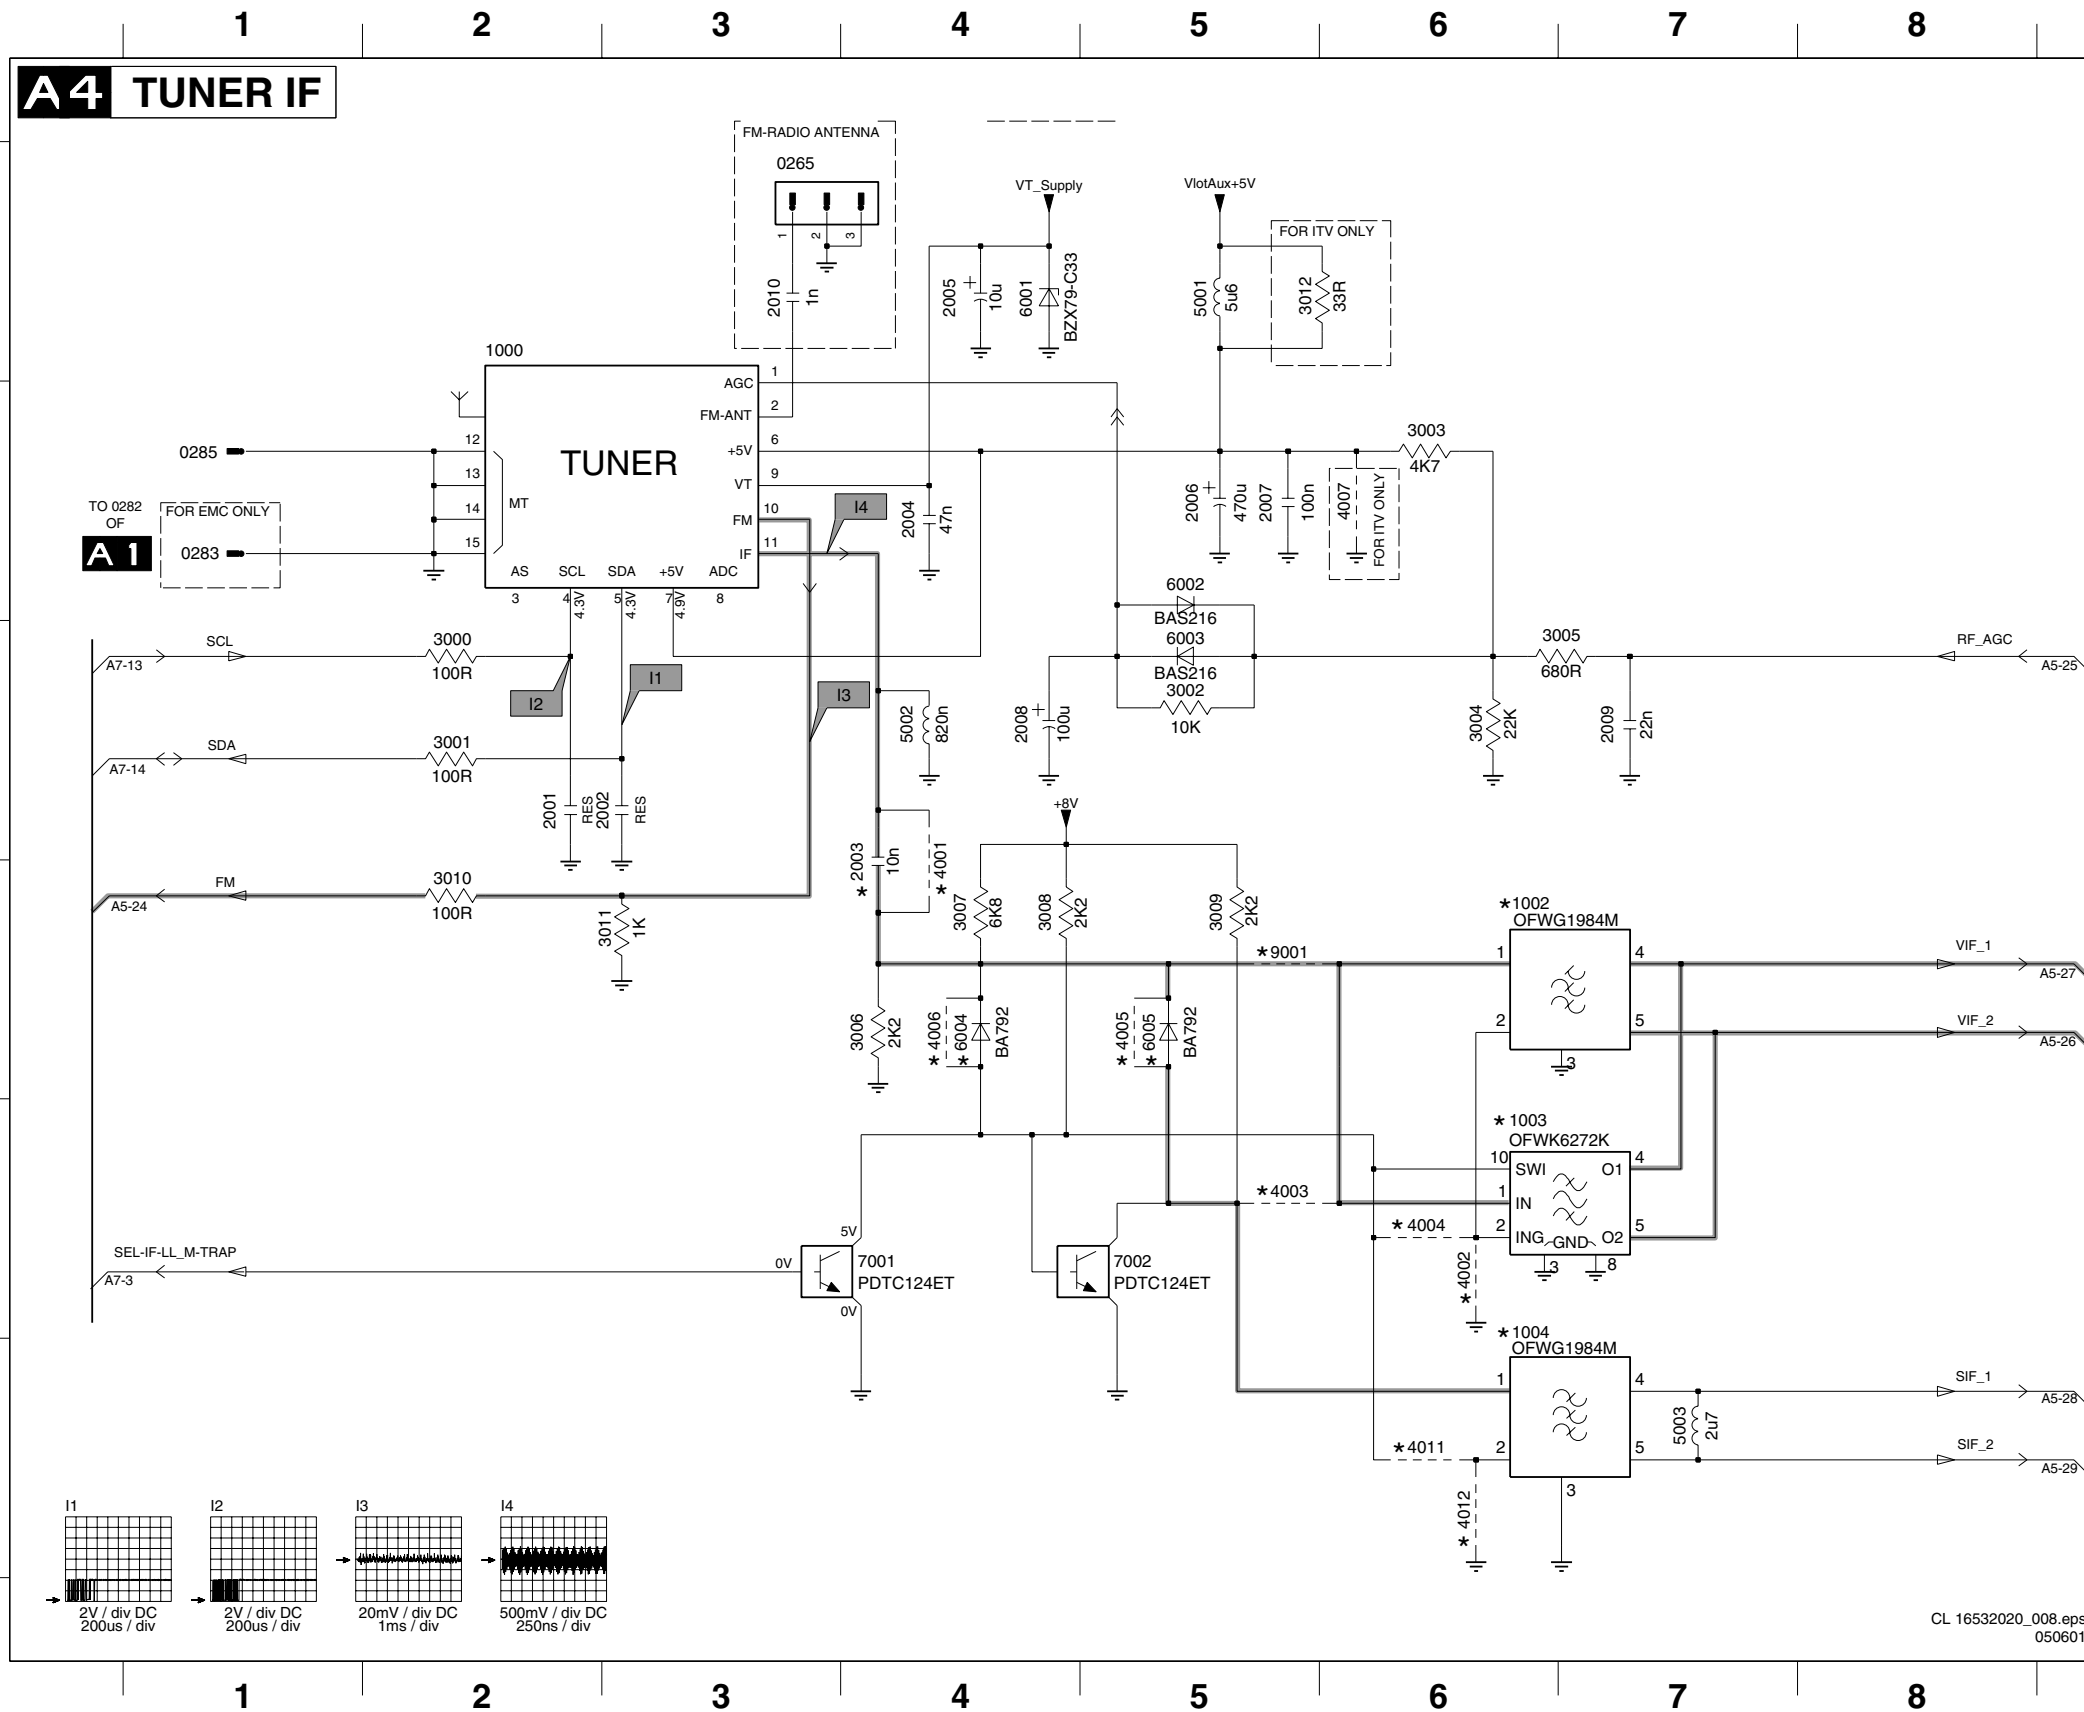 1 2 3 4 5 6 7 8
A4 TUNER IF
FM-RADIO ANTENNA
0265
1 2 3
2010 1n
VT_Supply
2005 + 10u
6001 BZX79-C33
VlotAux+5V
5001 5u6
FOR ITV ONLY
3012 33R
1000
TUNER
AGC 1
FM-ANT 2
+5V 6
VT 9
FM 10
IF 11
12
13
14
15
MT
AS SCL SDA +5V ADC
3 4 5 7 8
4.3V 4.3V 4.9V
0285
TO 0282
OF
A 1
FOR EMC ONLY
0283
I4
2004 47n
2006 + 470u
2007 100n
4007
FOR ITV ONLY
3003
4K7
6002
BAS216
6003
BAS216
3002
10K
3005
680R
RF_AGC
A5-25
SCL
A7-13
3000
100R
I2
I1
I3
SDA
A7-14
3001
100R
5002 820n
2008 + 100u
3004 22K
2009 22n
2001 RES
2002 RES
+8V
*2003 10n
*4001
FM
A5-24
3010
100R
3011 1K
3007 6K8
3008 2K2
3009 2K2
*9001
*1002
OFWG1984M
1 4
2 5
3
VIF_1
A5-27
VIF_2
A5-26
3006 2K2
*4006
*6004 BA792
*4005
*6005 BA792
*1003
OFWK6272K
10 SWI O1 4
1 IN
2 ING GND O2 5
3 8
*4003
*4004
*4002
SEL-IF-LL_M-TRAP
A7-3
5V
0V
7001
PDTC124ET
0V
7002
PDTC124ET
*1004
OFWG1984M
1 4
2 5
3
*4011
*4012
5003 2u7
SIF_1
A5-28
SIF_2
A5-29
I1
2V / div DC
200us / div
I2
2V / div DC
200us / div
I3
20mV / div DC
1ms / div
I4
500mV / div DC
250ns / div
CL 16532020_008.eps
050601
1 2 3 4 5 6 7 8